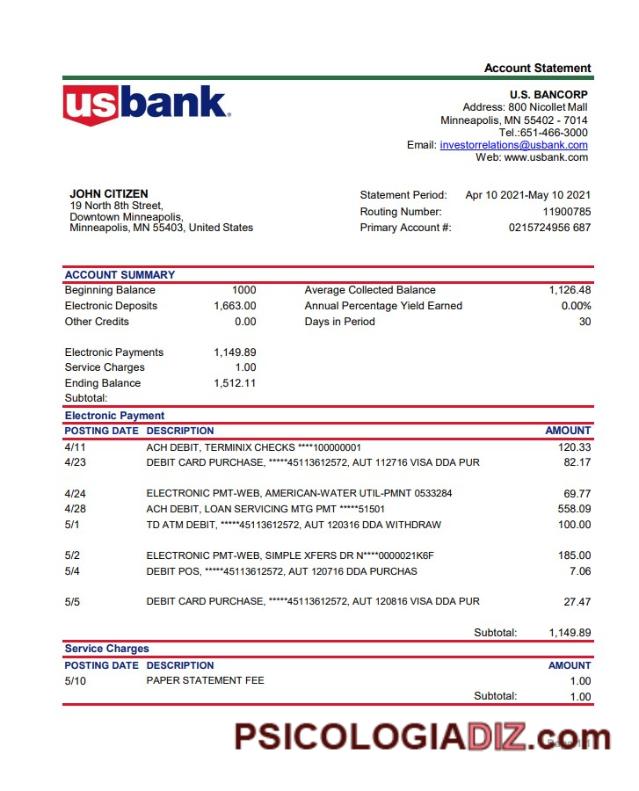 Account Statement
usbank.
U.S. BANCORP
Address: 800 Nicollet Mall
Minneapolis, MN 55402 - 7014
Tel.:651-466-3000
Email: investorrelations@usbank.com
Web: www.usbank.com
JOHN CITIZEN
19 North 8th Street,
Downtown Minneapolis,
Minneapolis, MN 55403, United States
Statement Period: Apr 10 2021-May 10 2021
Routing Number: 11900785
Primary Account #: 0215724956 687
ACCOUNT SUMMARY
Beginning Balance 1000 Average Collected Balance 1,126.48
Electronic Deposits 1,663.00 Annual Percentage Yield Earned 0.00%
Other Credits 0.00 Days in Period 30
Electronic Payments 1,149.89
Service Charges 1.00
Ending Balance 1,512.11
Subtotal:
Electronic Payment
POSTING DATE DESCRIPTION AMOUNT
4/11 ACH DEBIT, TERMINIX CHECKS ****100000001 120.33
4/23 DEBIT CARD PURCHASE, *****45113612572, AUT 112716 VISA DDA PUR 82.17
4/24 ELECTRONIC PMT-WEB, AMERICAN-WATER UTIL-PMNT 0533284 69.77
4/28 ACH DEBIT, LOAN SERVICING MTG PMT *****51501 558.09
5/1 TD ATM DEBIT, *****45113612572, AUT 120316 DDA WITHDRAW 100.00
5/2 ELECTRONIC PMT-WEB, SIMPLE XFERS DR N****0000021K6F 185.00
5/4 DEBIT POS, *****45113612572, AUT 120716 DDA PURCHAS 7.06
5/5 DEBIT CARD PURCHASE, *****45113612572, AUT 120816 VISA DDA PUR 27.47
Subtotal: 1,149.89
Service Charges
POSTING DATE DESCRIPTION AMOUNT
5/10 PAPER STATEMENT FEE 1.00
Subtotal: 1.00
PSICOLOGIADIZ.com